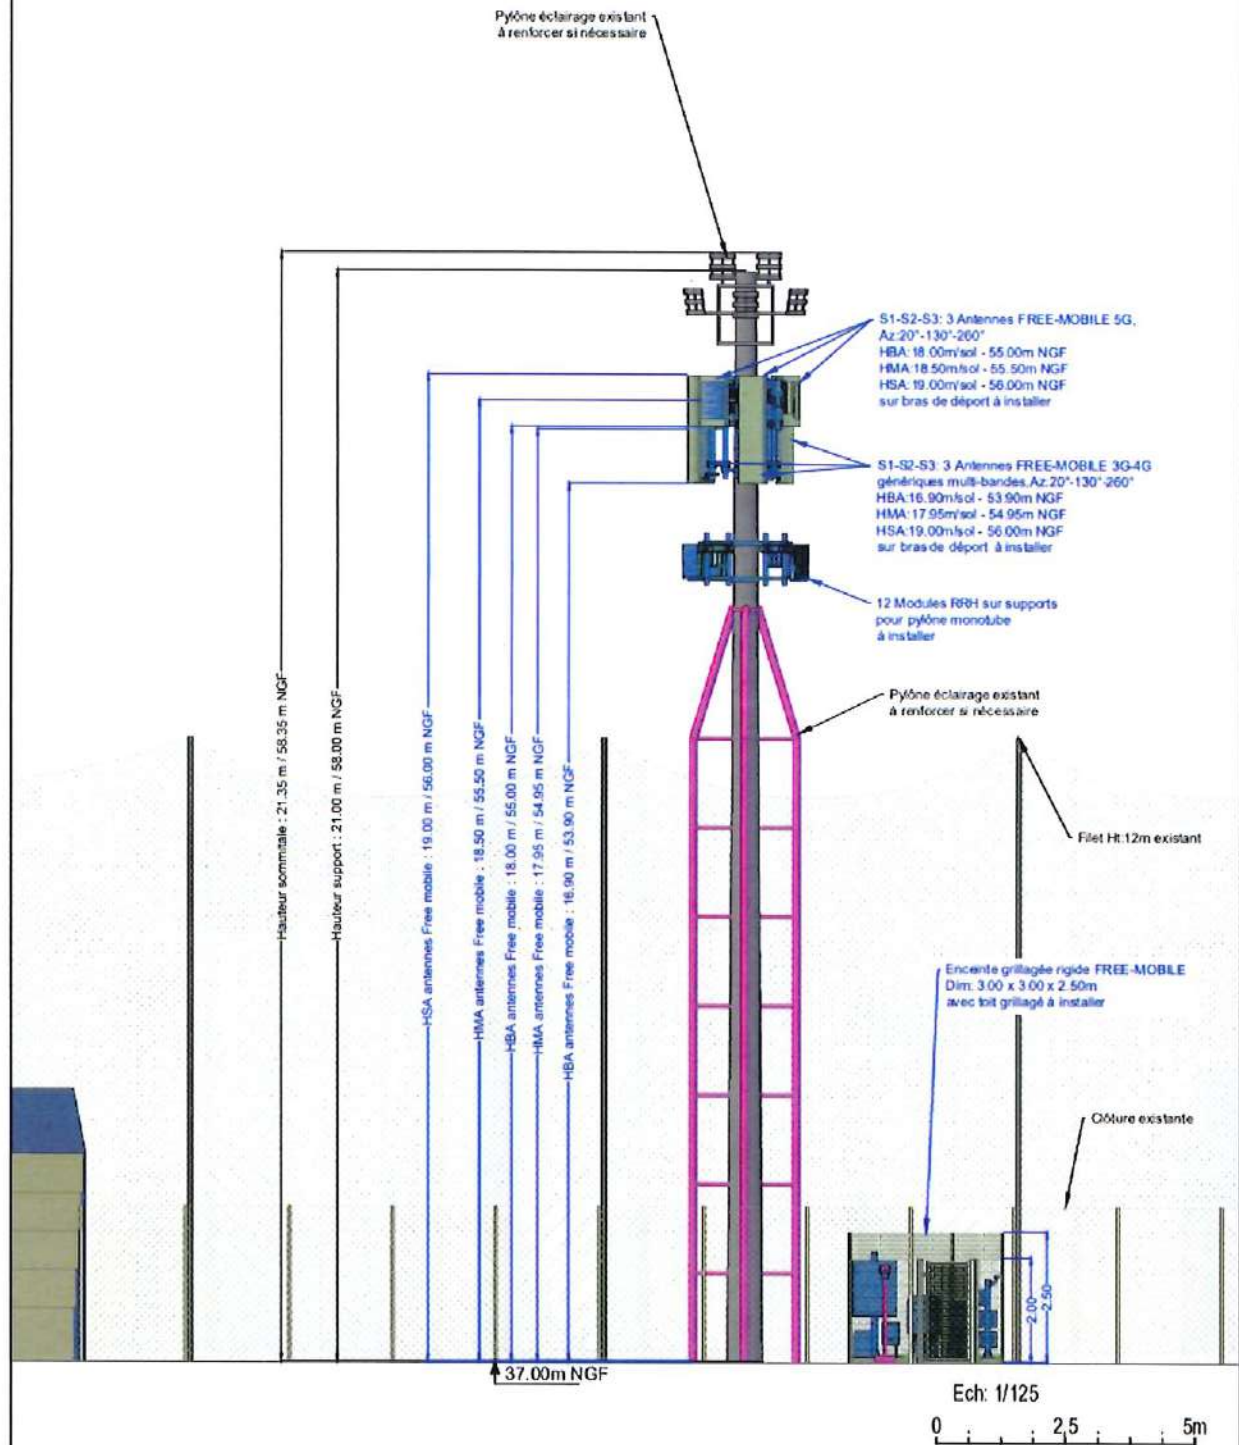 Pylône éclairage existant
à renforcer si nécessaire
S1-S2-S3: 3 Antennes FREE-MOBILE 5G,
Az:20°-130°-260°
HBA:18.00m/sol - 55.00m NGF
HMA:18.50m/sol - 55.50m NGF
HSA:19.00m/sol - 56.00m NGF
sur bras de déport à installer
S1-S2-S3: 3 Antennes FREE-MOBILE 3G-4G
génériques multi-bandes,Az:20°-130°-260°
HBA:16.90m/sol - 53.90m NGF
HMA:17.95m/sol - 54.95m NGF
HSA:19.00m/sol - 56.00m NGF
sur bras de déport à installer
12 Modules RRH sur supports
pour pylône monotube
à installer
Pylône éclairage existant
à renforcer si nécessaire
Hauteur sommitale : 21.35 m / 58.35 m NGF
Hauteur support : 21.00 m / 58.00 m NGF
HSA antennes Free mobile : 19.00 m / 56.00 m NGF
HMA antennes Free mobile : 18.50 m / 55.50 m NGF
HBA antennes Free mobile : 18.00 m / 55.00 m NGF
HMA antennes Free mobile : 17.95 m / 54.95 m NGF
HBA antennes Free mobile : 16.90 m / 53.90 m NGF
Filet Ht:12m existant
Enceinte grillagée rigide FREE-MOBILE
Dim: 3.00 x 3.00 x 2.50m
avec toit grillagé à installer
Clôture existante
2.00
2.50
37.00m NGF
Ech: 1/125
0 2,5 5m